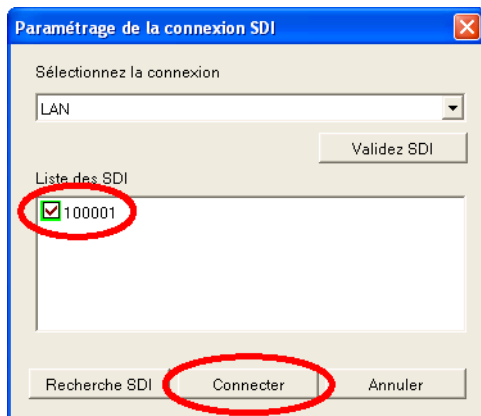 Paramétrage de la connexion SDI
Sélectionnez la connexion
LAN
Validez SDI
Liste des SDI
100001
Recherche SDI Connecter Annuler